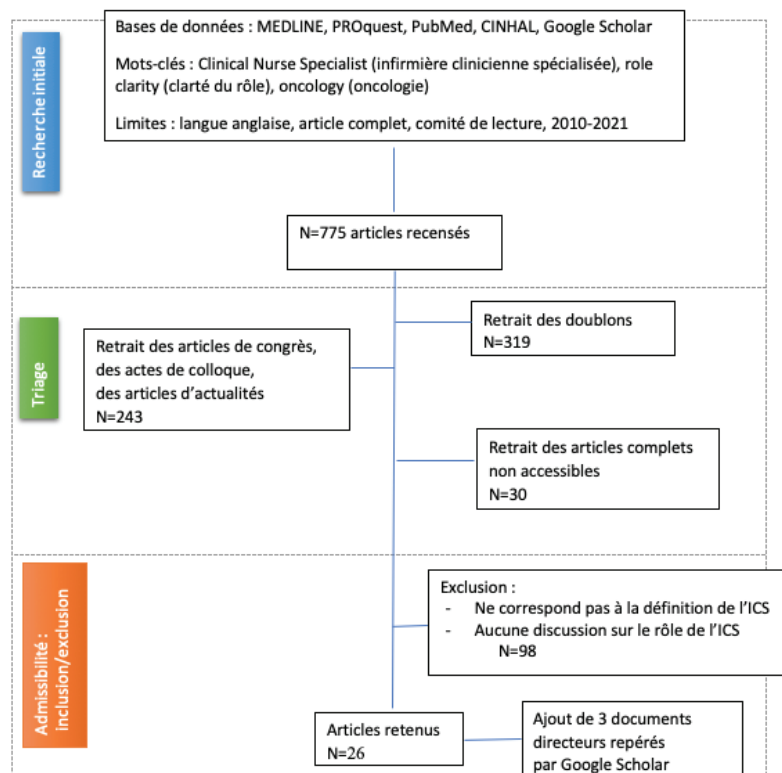 Recherche initiale
Bases de données : MEDLINE, PROquest, PubMed, CINHAL, Google Scholar
Mots-clés : Clinical Nurse Specialist (infirmière clinicienne spécialisée), role
clarity (clarté du rôle), oncology (oncologie)
Limites : langue anglaise, article complet, comité de lecture, 2010-2021
N=775 articles recensés
Triage
Retrait des doublons
N=319
Retrait des articles de congrès,
des actes de colloque,
des articles d’actualités
N=243
Retrait des articles complets
non accessibles
N=30
Admissibilité :
inclusion/exclusion
Exclusion :
- Ne correspond pas à la définition de l’ICS
- Aucune discussion sur le rôle de l’ICS
N=98
Articles retenus
N=26
Ajout de 3 documents
directeurs repérés
par Google Scholar